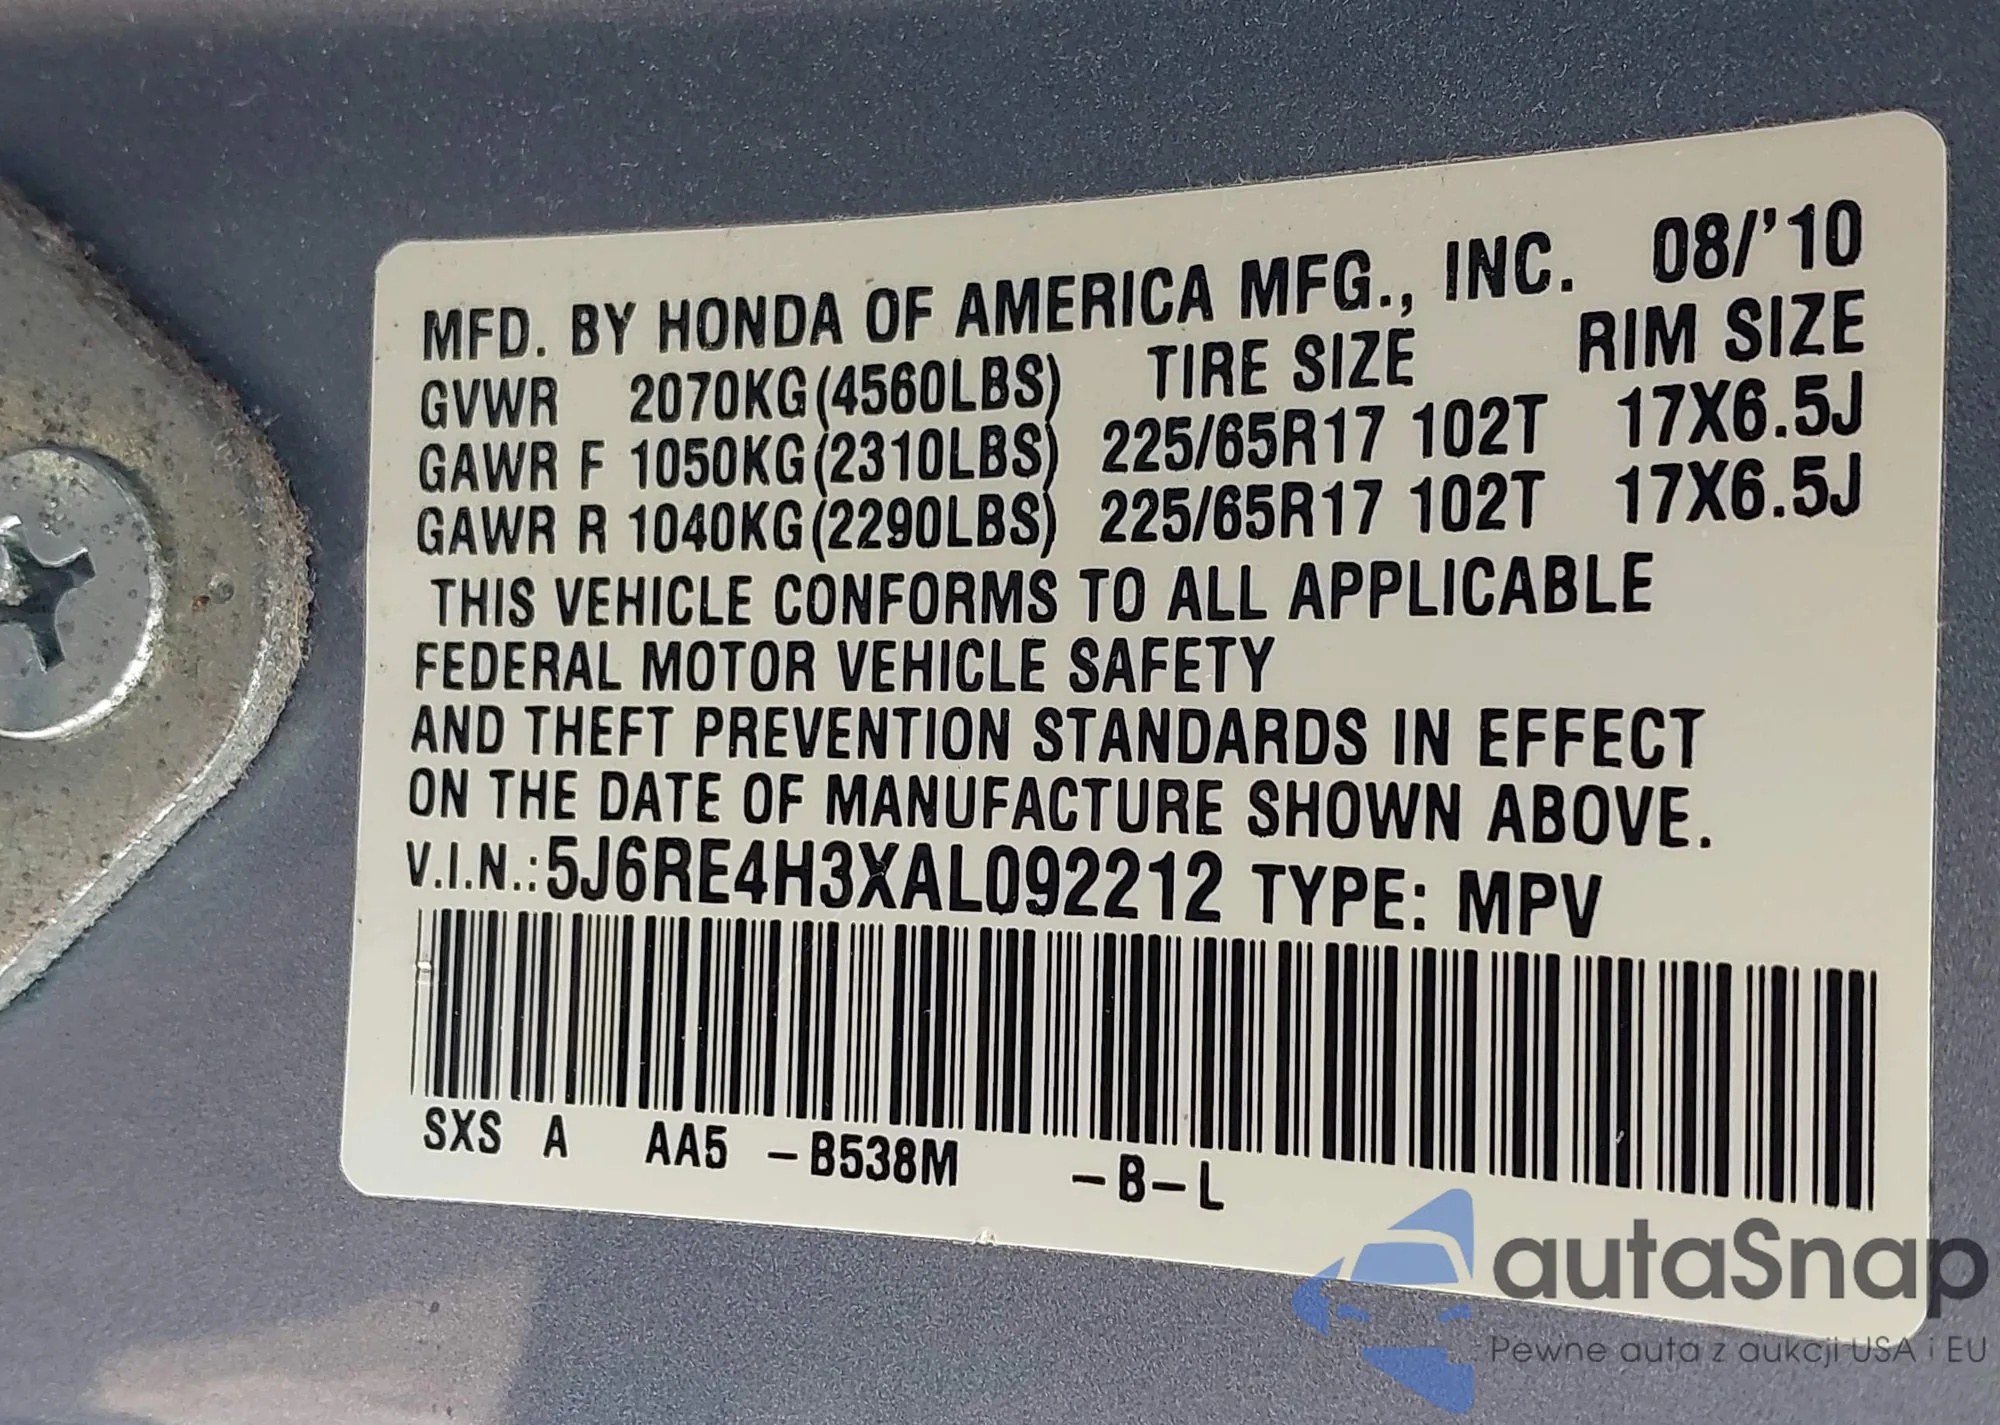 MFD. BY HONDA OF AMERICA MFG., INC. 08/'10
GVWR 2070KG(4560LBS) TIRE SIZE RIM SIZE
GAWR F 1050KG(2310LBS) 225/65R17 102T 17X6.5J
GAWR R 1040KG(2290LBS) 225/65R17 102T 17X6.5J
THIS VEHICLE CONFORMS TO ALL APPLICABLE
FEDERAL MOTOR VEHICLE SAFETY
AND THEFT PREVENTION STANDARDS IN EFFECT
ON THE DATE OF MANUFACTURE SHOWN ABOVE.
V.I.N.: 5J6RE4H3XAL092212 TYPE: MPV
SXS A AA5 -B538M -B-L
autaSnap
Pewne auta z aukcji USA i EU